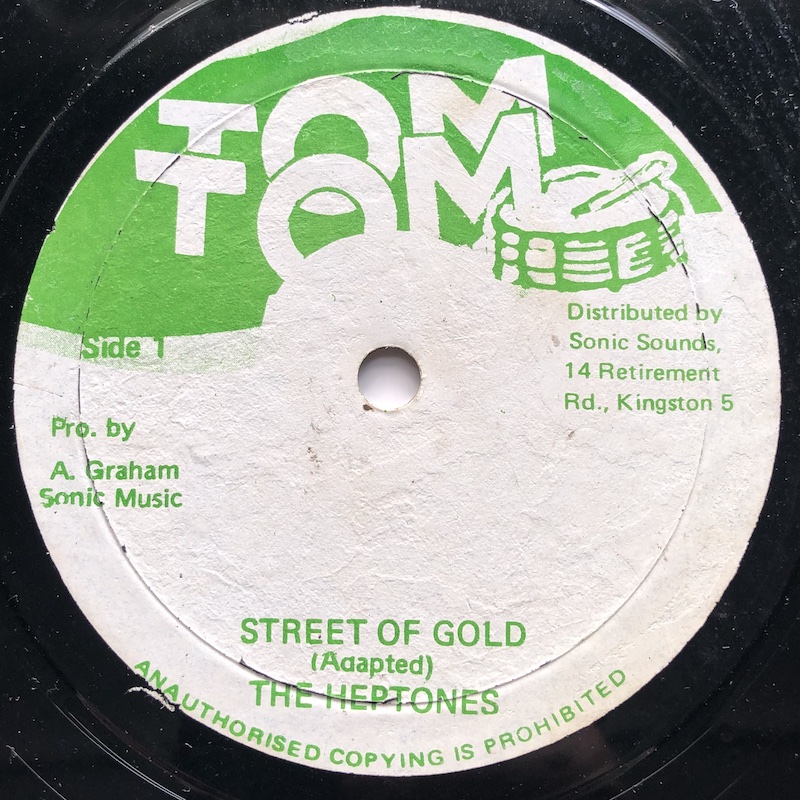 TOM
TOM
Side 1
Distributed by
Sonic Sounds,
14 Retirement
Rd., Kingston 5
Pro. by
A. Graham
Sonic Music
STREET OF GOLD
(Adapted)
THE HEPTONES
ANAUTHORISED COPYING IS PROHIBITED